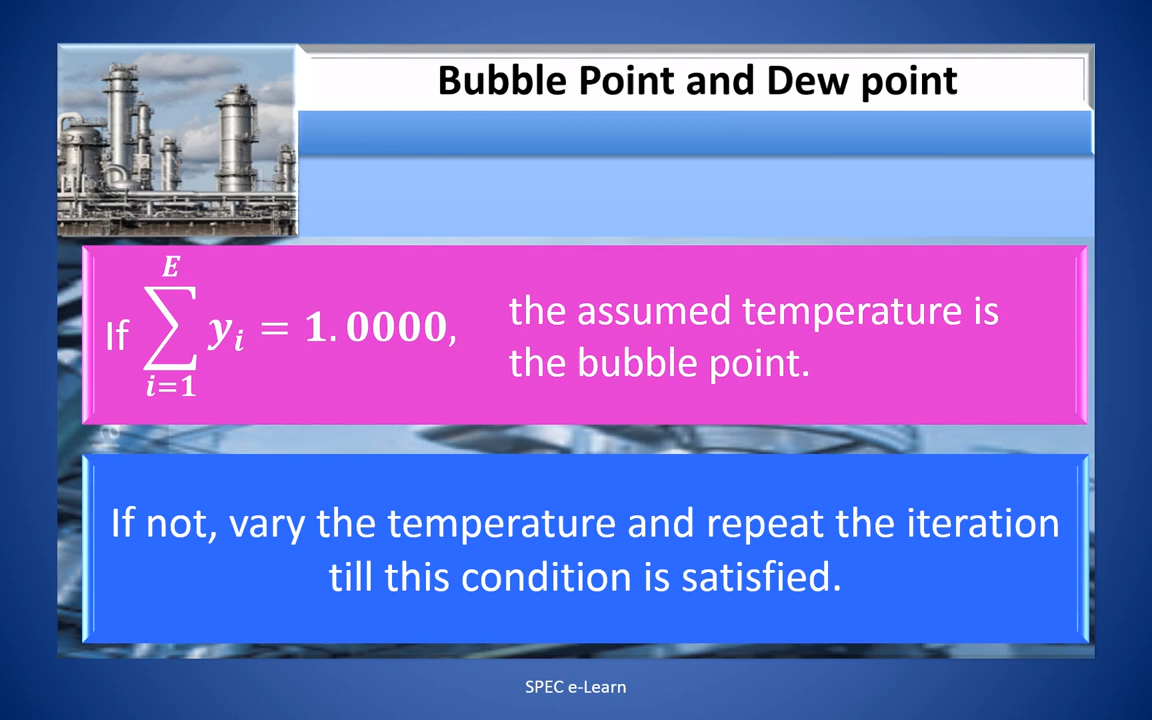 Bubble Point and Dew point
If \sum_{i=1}^{E} y_i = 1.0000,
the assumed temperature is
the bubble point.
If not, vary the temperature and repeat the iteration
till this condition is satisfied.
SPEC e-Learn